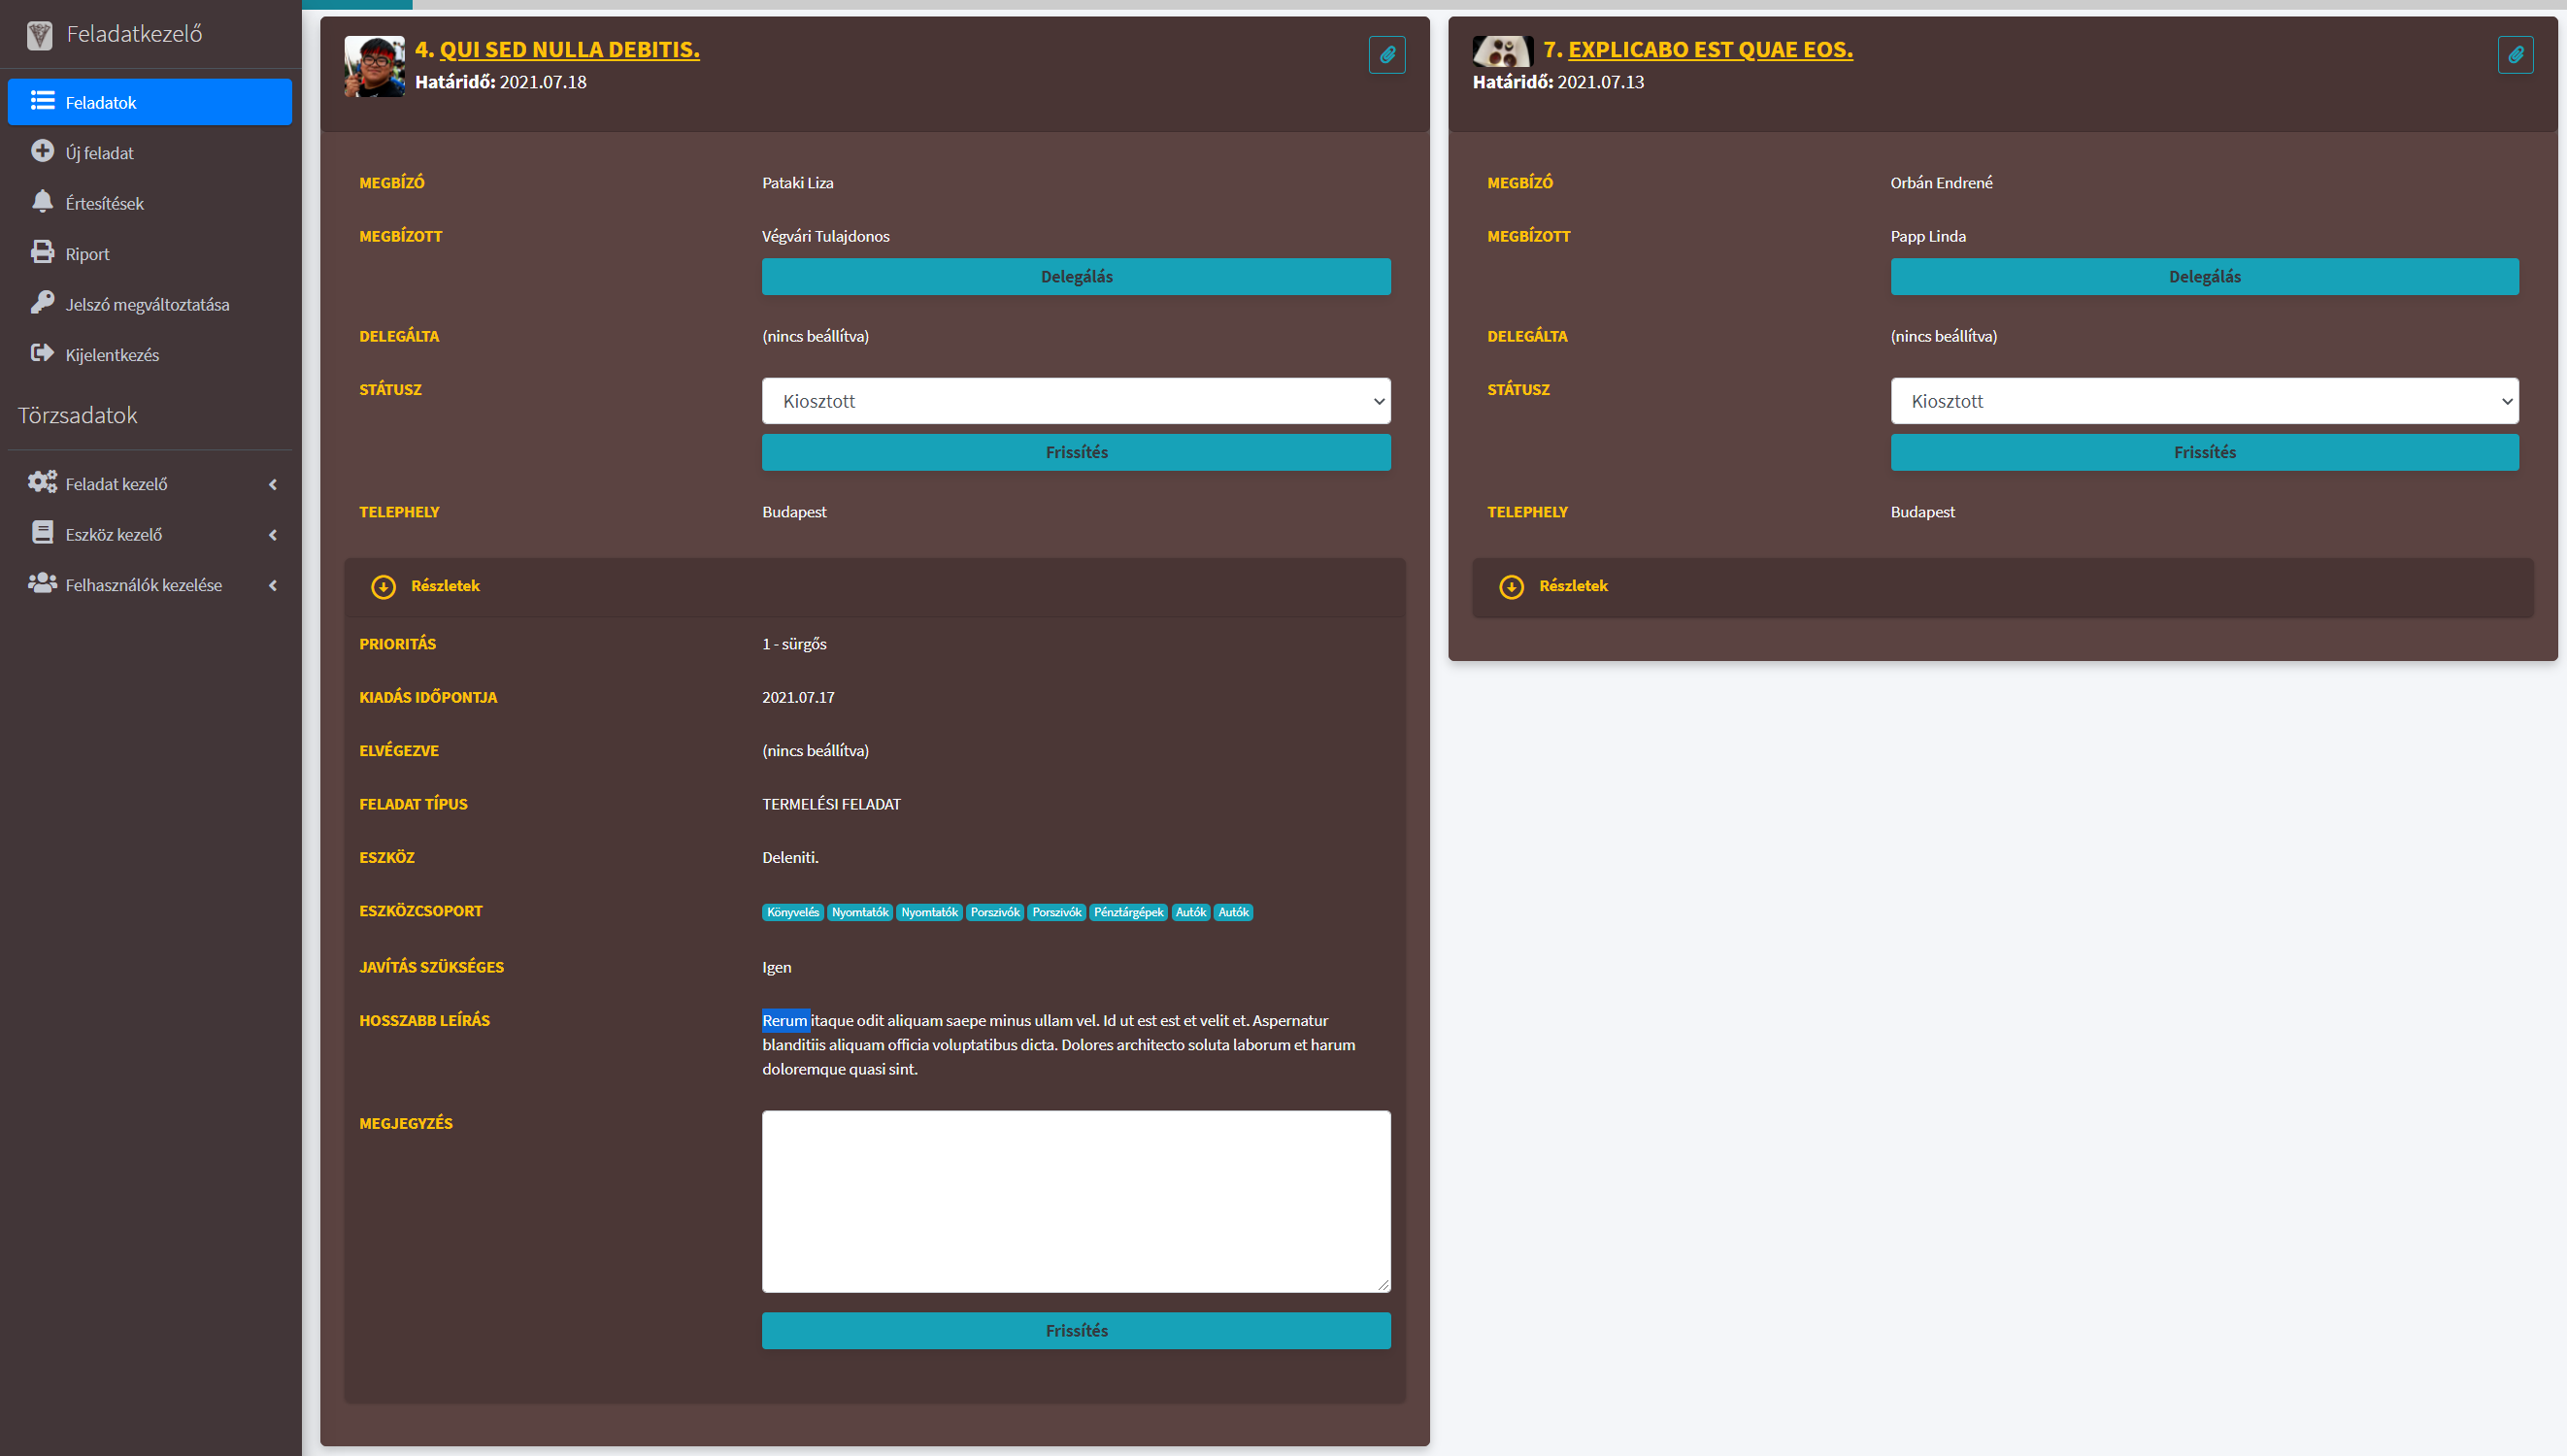 Feladatkezelő
Feladatok
Új feladat
Értesítések
Riport
Jelszó megváltoztatása
Kijelentkezés
Törzsadatok
Feladat kezelő
Eszköz kezelő
Felhasználók kezelése
4. QUI SED NULLA DEBITIS.
Határidő: 2021.07.18
MEGBÍZÓ Pataki Liza
MEGBÍZOTT Végvári Tulajdonos
Delegálás
DELEGÁLTA (nincs beállítva)
STÁTUSZ Kiosztott
Frissítés
TELEPHELY Budapest
Részletek
PRIORITÁS 1 - sürgős
KIADÁS IDŐPONTJA 2021.07.17
ELVÉGEZVE (nincs beállítva)
FELADAT TÍPUS TERMELÉSI FELADAT
ESZKÖZ Deleniti.
ESZKÖZCSOPORT Könyvelés Nyomtatók Nyomtatók Porszivók Porszivók Pénztárgépek Autók Autók
JAVÍTÁS SZÜKSÉGES Igen
HOSSZABB LEÍRÁS Rerum itaque odit aliquam saepe minus ullam vel. Id ut est est et velit et. Aspernatur
blanditiis aliquam officia voluptatibus dicta. Dolores architecto soluta laborum et harum
doloremque quasi sint.
MEGJEGYZÉS
Frissítés
7. EXPLICABO EST QUAE EOS.
Határidő: 2021.07.13
MEGBÍZÓ Orbán Endrené
MEGBÍZOTT Papp Linda
Delegálás
DELEGÁLTA (nincs beállítva)
STÁTUSZ Kiosztott
Frissítés
TELEPHELY Budapest
Részletek